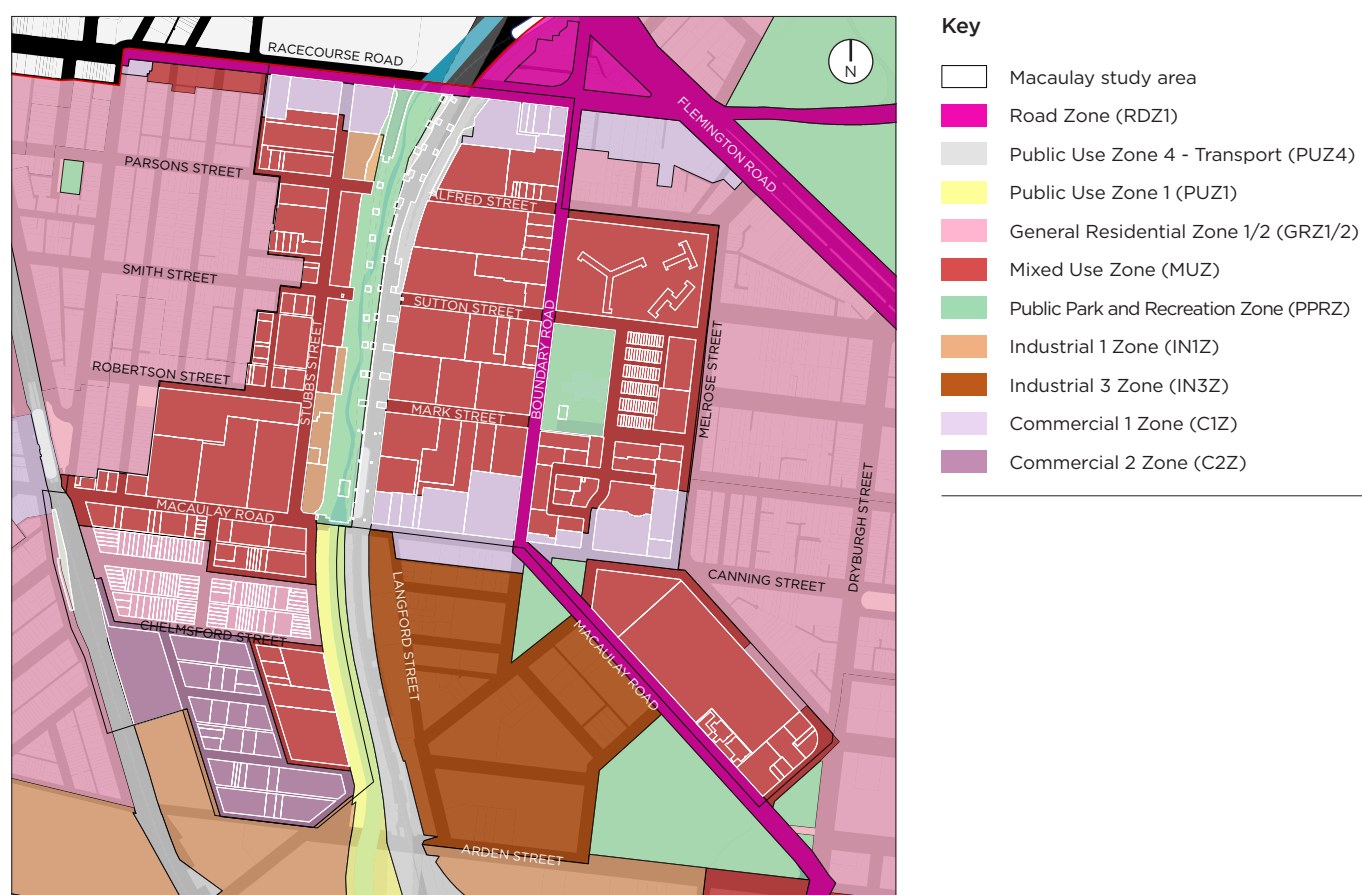 RACECOURSE ROAD
N
FLEMINGTON ROAD
PARSONS STREET
ALFRED STREET
SMITH STREET
SUTTON STREET
STUBBS STREET
BOUNDARY ROAD
MELROSE STREET
ROBERTSON STREET
MARK STREET
MACAULAY ROAD
DRYBURGH STREET
CANNING STREET
LANGFORD STREET
CHELMSFORD STREET
MACAULAY ROAD
ARDEN STREET
Key
Macaulay study area
Road Zone (RDZ1)
Public Use Zone 4 - Transport (PUZ4)
Public Use Zone 1 (PUZ1)
General Residential Zone 1/2 (GRZ1/2)
Mixed Use Zone (MUZ)
Public Park and Recreation Zone (PPRZ)
Industrial 1 Zone (IN1Z)
Industrial 3 Zone (IN3Z)
Commercial 1 Zone (C1Z)
Commercial 2 Zone (C2Z)